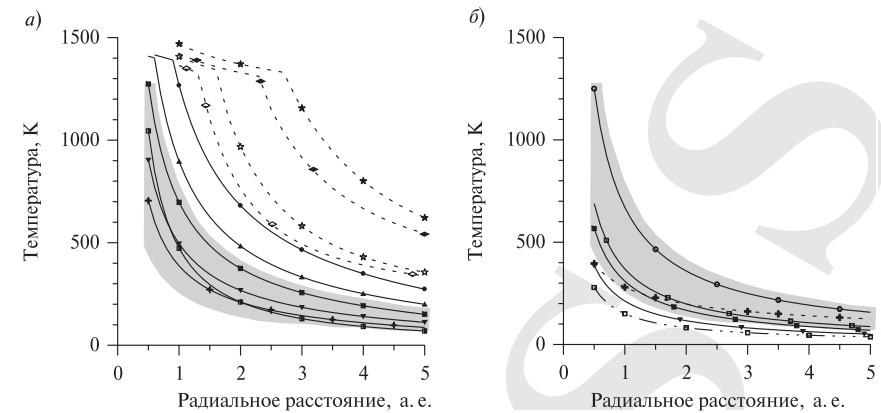 а)
1500
1000
500
0
Температура, К
0 1 2 3 4 5
Радиальное расстояние, а. е.
б)
1500
1000
500
0
Температура, К
0 1 2 3 4 5
Радиальное расстояние, а. е.
S S